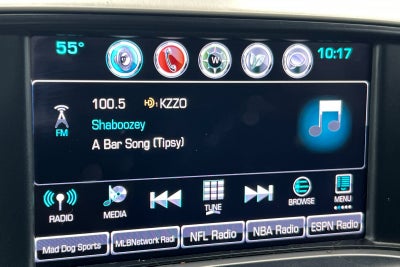 55°
W
10:17
100.5 HD) KZZO
FM
Shaboozey
A Bar Song (Tipsy)
RADIO
MEDIA
TUNE
BROWSE
MENU
Mad Dog Sports
MLBNetwork Radi
NFL Radio
NBA Radio
ESPN Radio